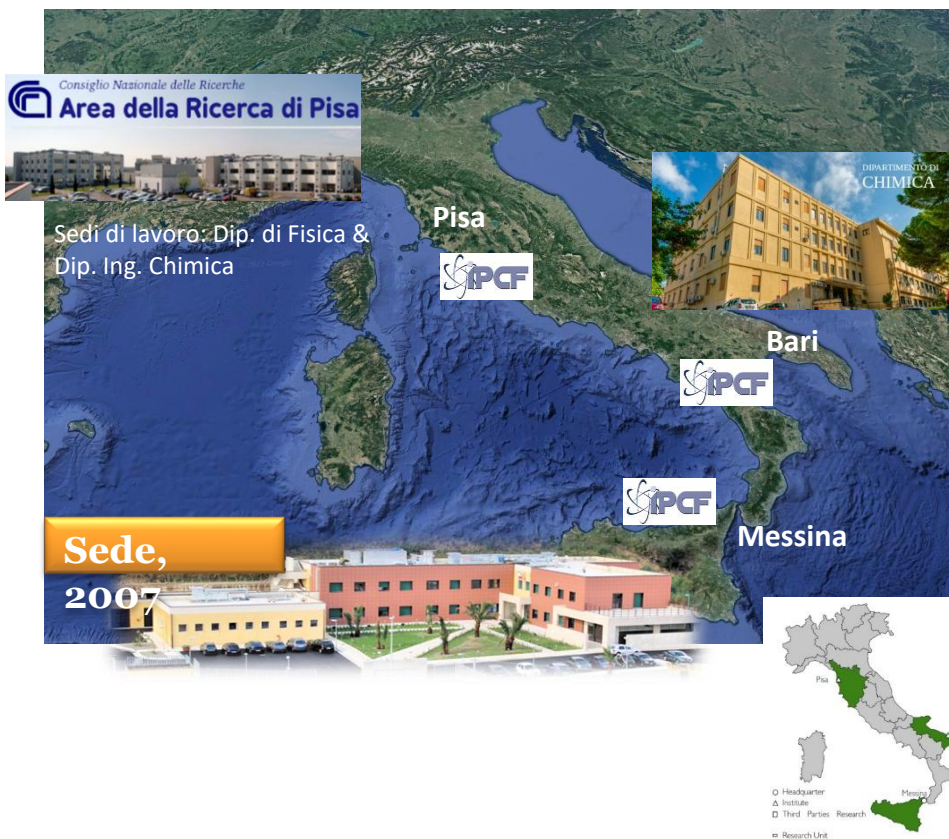 Consiglio Nazionale delle Ricerche
Area della Ricerca di Pisa
Sedi di lavoro: Dip. di Fisica &
Dip. Ing. Chimica
Pisa
IPCF
DIPARTIMENTO DI
CHIMICA
Bari
IPCF
IPCF
Messina
Sede,
2007
Pisa
Messina
Headquarter
Institute
Third Parties Research
Research Unit